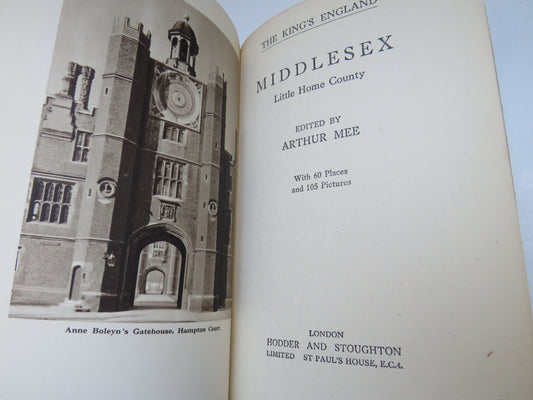 Anne Boleyn's Gatehouse, Hampton Court
THE KING'S ENGLAND
MIDDLESEX
Little Home County
EDITED BY
ARTHUR MEE
With 60 Places
and 105 Pictures
LONDON
HODDER AND STOUGHTON
LIMITED ST PAUL'S HOUSE, E.C.4.